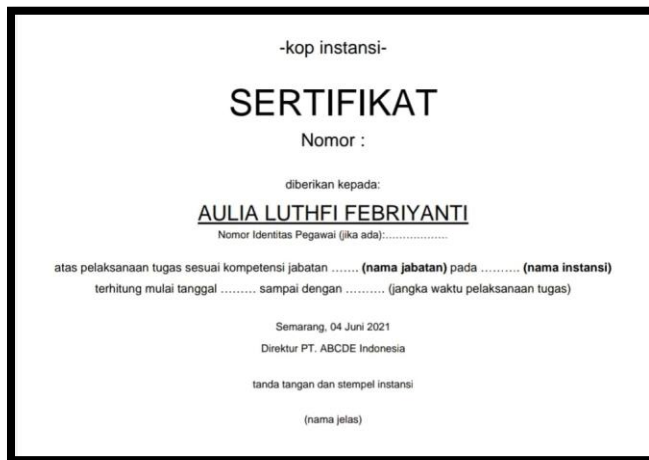 -kop instansi-
SERTIFIKAT
Nomor :
diberikan kepada:
AULIA LUTHFI FEBRIYANTI
Nomor Identitas Pegawai (jika ada):..................
atas pelaksanaan tugas sesuai kompetensi jabatan ....... (nama jabatan) pada ………. (nama instansi)
terhitung mulai tanggal ……… sampai dengan ………. (jangka waktu pelaksanaan tugas)
Semarang, 04 Juni 2021
Direktur PT. ABCDE Indonesia
tanda tangan dan stempel instansi
(nama jelas)